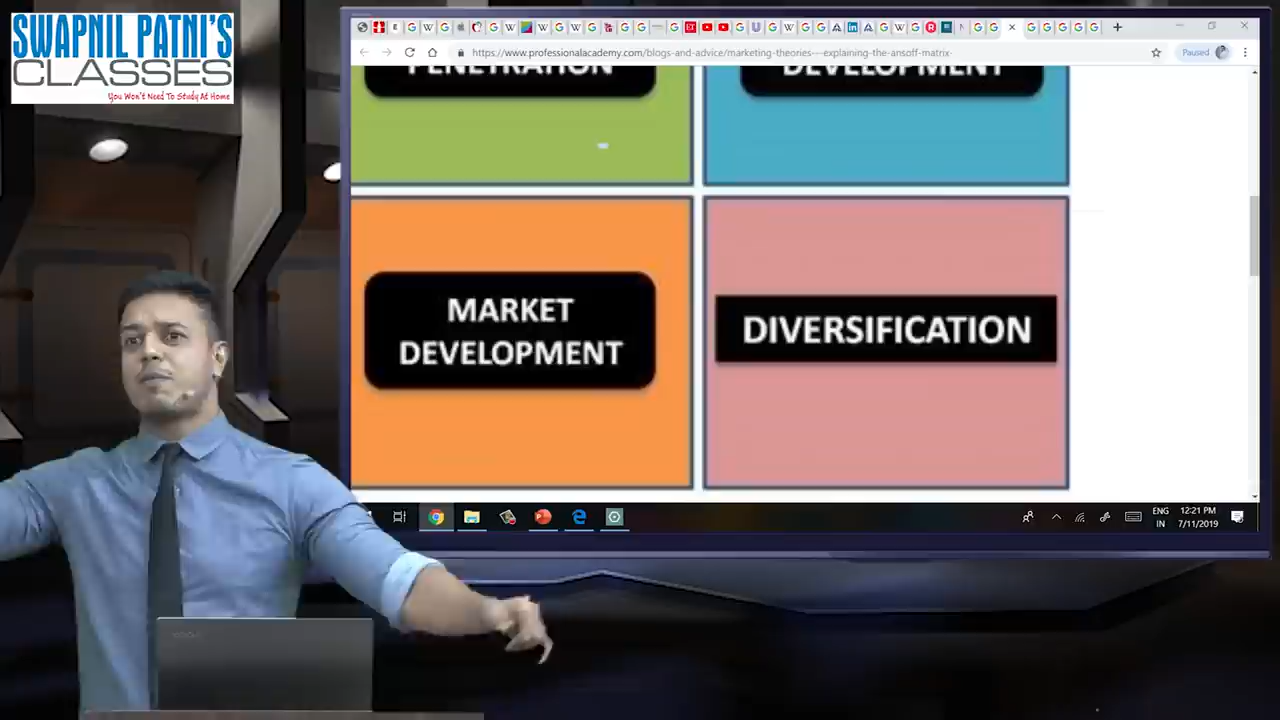 SWAPNIL PATNI'S
CLASSES
You Won't Need To Study At Home
https://www.professionalacademy.com/blogs-and-advice/marketing-theories---explaining-the-ansoff-matrix-
Paused
PENETRATION
DEVELOPMENT
MARKET
DEVELOPMENT
DIVERSIFICATION
ENG
IN
12:21 PM
7/11/2019